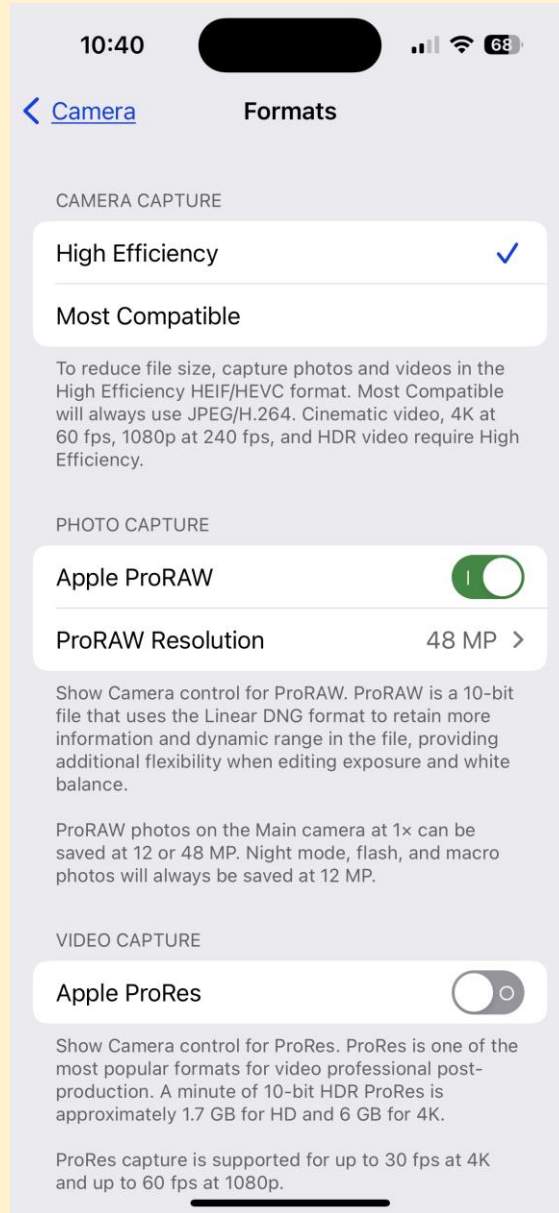 10:40
68
Camera
Formats
CAMERA CAPTURE
High Efficiency
Most Compatible
To reduce file size, capture photos and videos in the
High Efficiency HEIF/HEVC format. Most Compatible
will always use JPEG/H.264. Cinematic video, 4K at
60 fps, 1080p at 240 fps, and HDR video require High
Efficiency.
PHOTO CAPTURE
Apple ProRAW
ProRAW Resolution 48 MP
Show Camera control for ProRAW. ProRAW is a 10-bit
file that uses the Linear DNG format to retain more
information and dynamic range in the file, providing
additional flexibility when editing exposure and white
balance.
ProRAW photos on the Main camera at 1× can be
saved at 12 or 48 MP. Night mode, flash, and macro
photos will always be saved at 12 MP.
VIDEO CAPTURE
Apple ProRes
Show Camera control for ProRes. ProRes is one of the
most popular formats for video professional post-
production. A minute of 10-bit HDR ProRes is
approximately 1.7 GB for HD and 6 GB for 4K.
ProRes capture is supported for up to 30 fps at 4K
and up to 60 fps at 1080p.